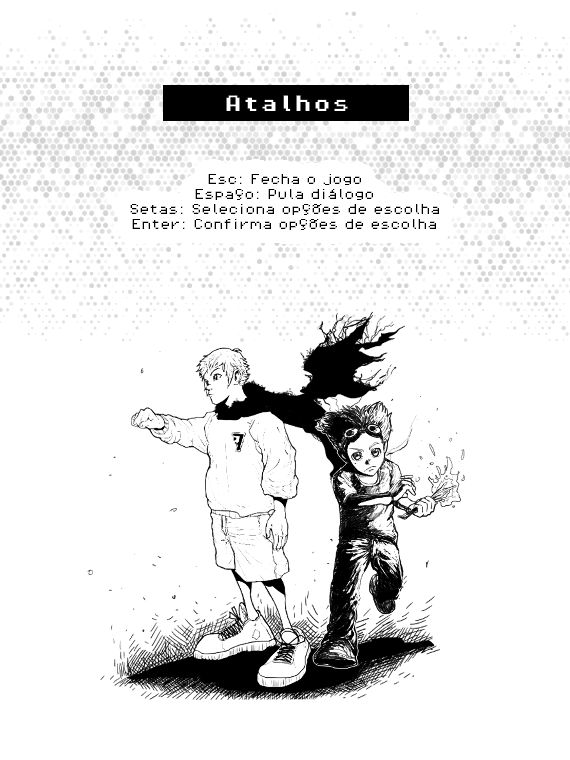 Atalhos
Esc: Fecha o jogo
Espaço: Pula diálogo
Setas: Seleciona opções de escolha
Enter: Confirma opções de escolha